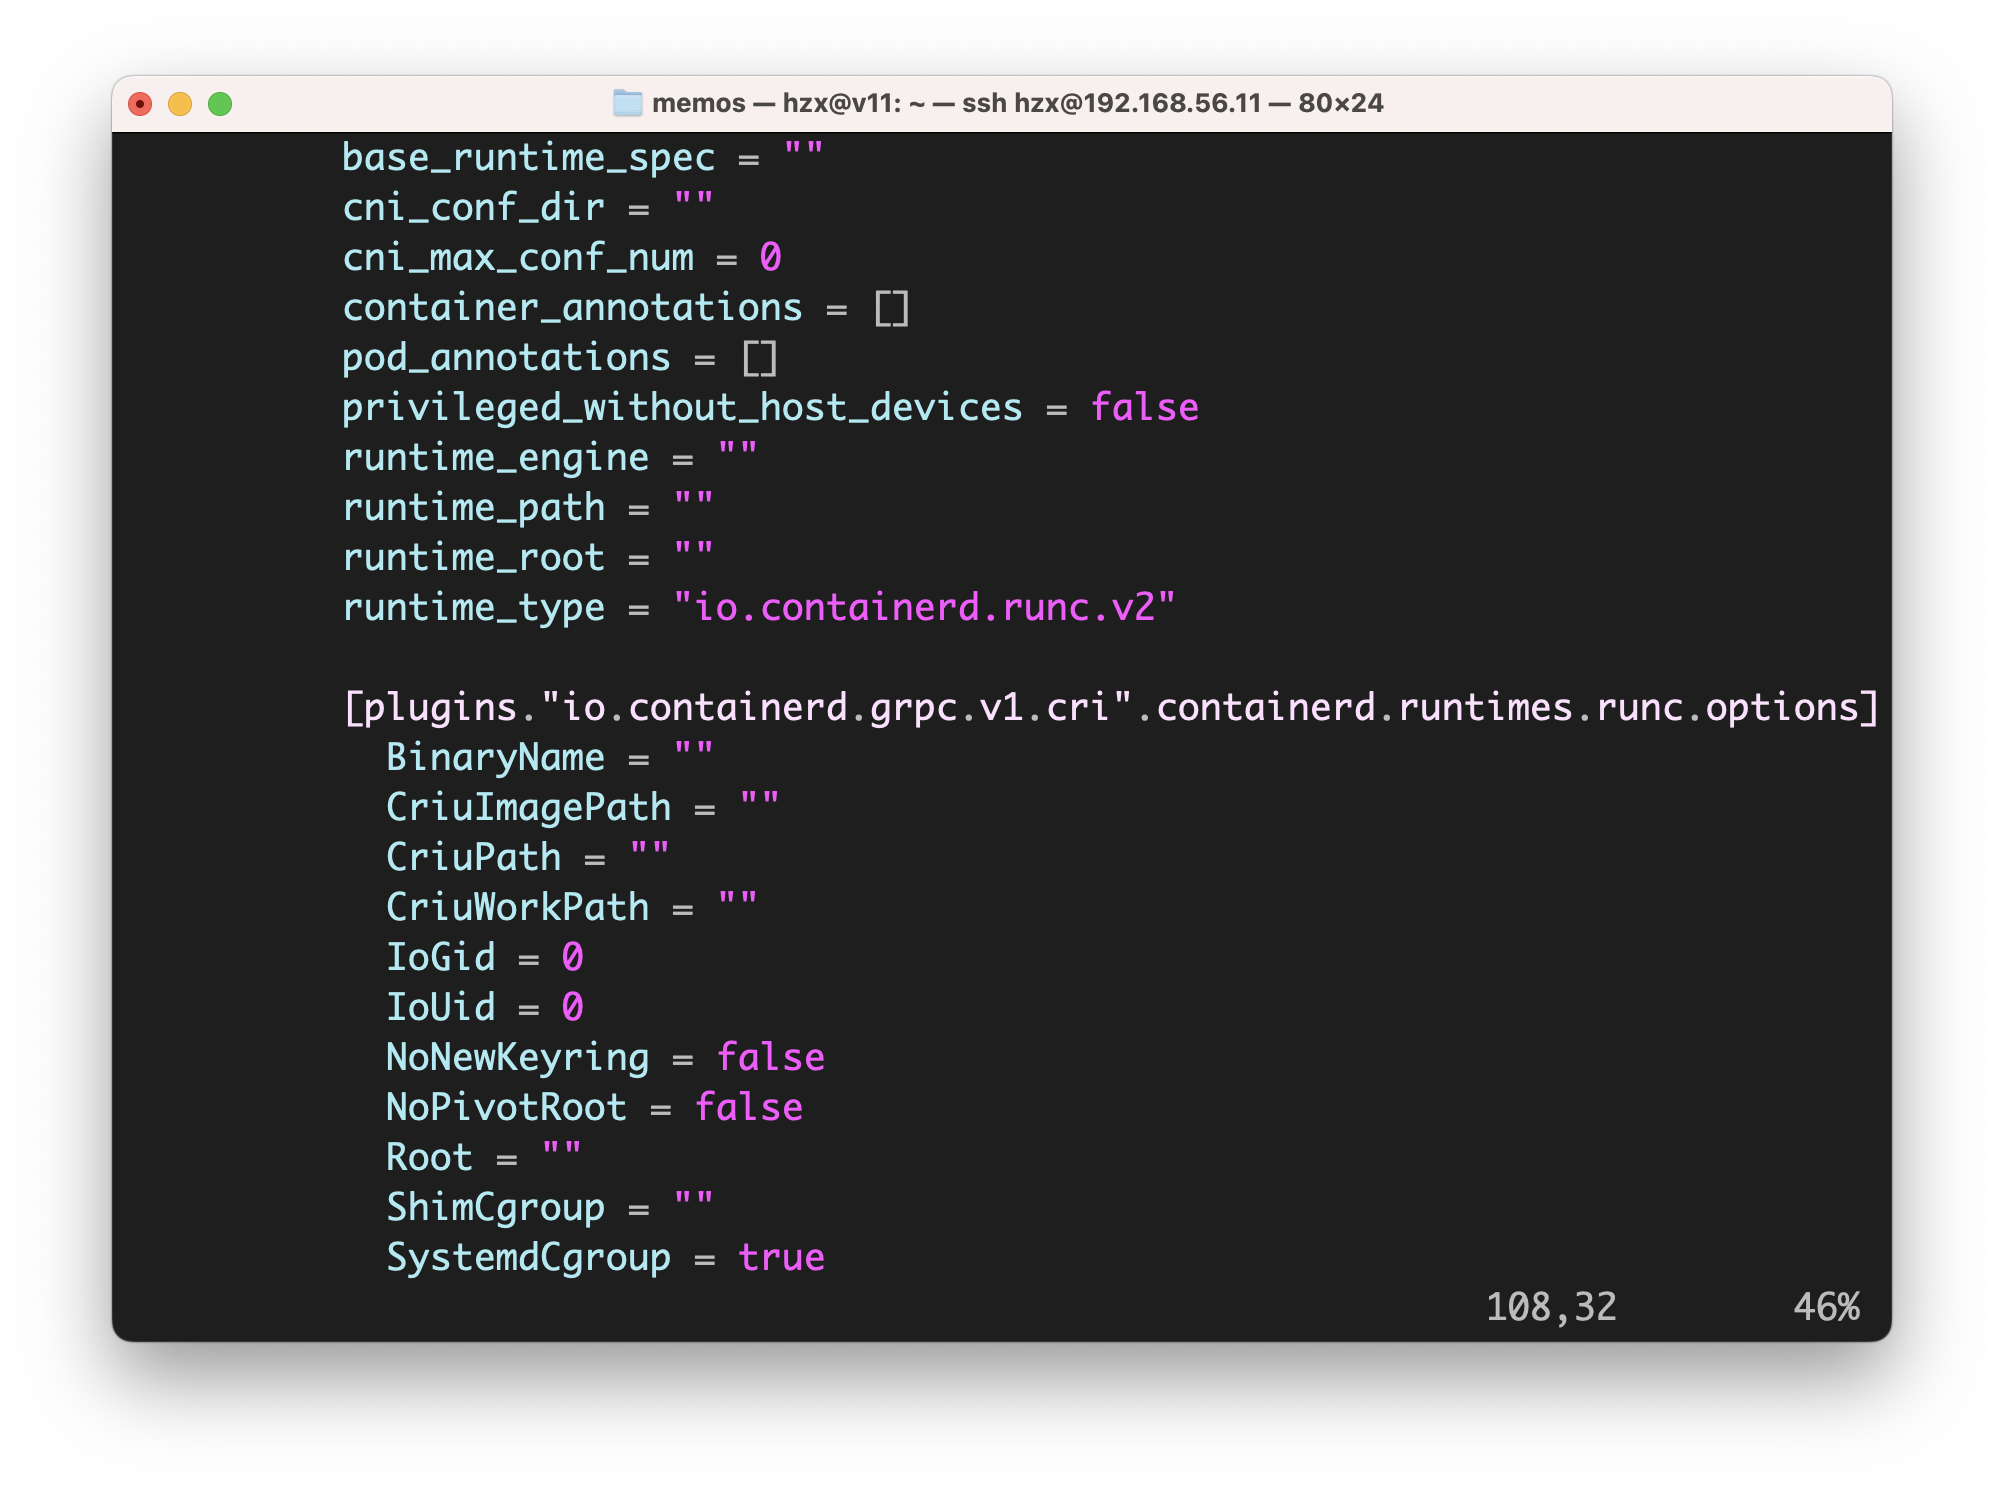 memos — hzx@v11: ~ — ssh hzx@192.168.56.11 — 80×24
base_runtime_spec = ""
cni_conf_dir = ""
cni_max_conf_num = 0
container_annotations = []
pod_annotations = []
privileged_without_host_devices = false
runtime_engine = ""
runtime_path = ""
runtime_root = ""
runtime_type = "io.containerd.runc.v2"
[plugins."io.containerd.grpc.v1.cri".containerd.runtimes.runc.options]
BinaryName = ""
CriuImagePath = ""
CriuPath = ""
CriuWorkPath = ""
IoGid = 0
IoUid = 0
NoNewKeyring = false
NoPivotRoot = false
Root = ""
ShimCgroup = ""
SystemdCgroup = true
108,32 46%